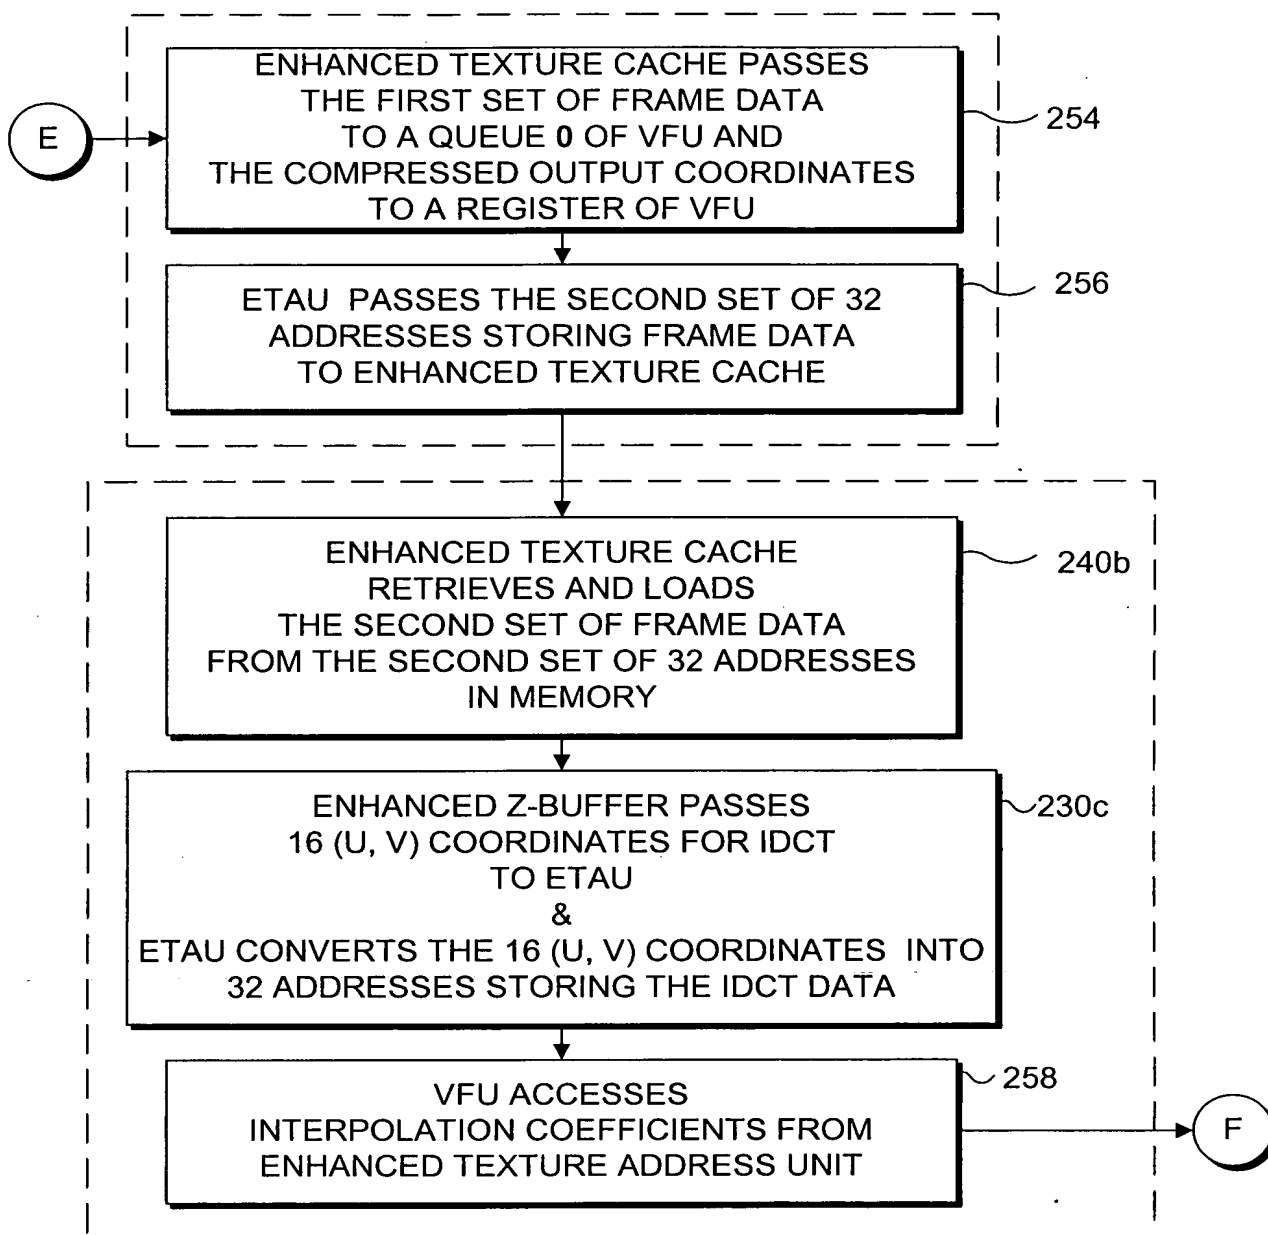 ENHANCED TEXTURE CACHE PASSES
THE FIRST SET OF FRAME DATA
TO A QUEUE 0 OF VFU AND
THE COMPRESSED OUTPUT COORDINATES
TO A REGISTER OF VFU
254
E
ETAU PASSES THE SECOND SET OF 32
ADDRESSES STORING FRAME DATA
TO ENHANCED TEXTURE CACHE
256
ENHANCED TEXTURE CACHE
RETRIEVES AND LOADS
THE SECOND SET OF FRAME DATA
FROM THE SECOND SET OF 32 ADDRESSES
IN MEMORY
240b
ENHANCED Z-BUFFER PASSES
16 (U, V) COORDINATES FOR IDCT
TO ETAU
&
ETAU CONVERTS THE 16 (U, V) COORDINATES INTO
32 ADDRESSES STORING THE IDCT DATA
230c
VFU ACCESSES
INTERPOLATION COEFFICIENTS FROM
ENHANCED TEXTURE ADDRESS UNIT
258
F